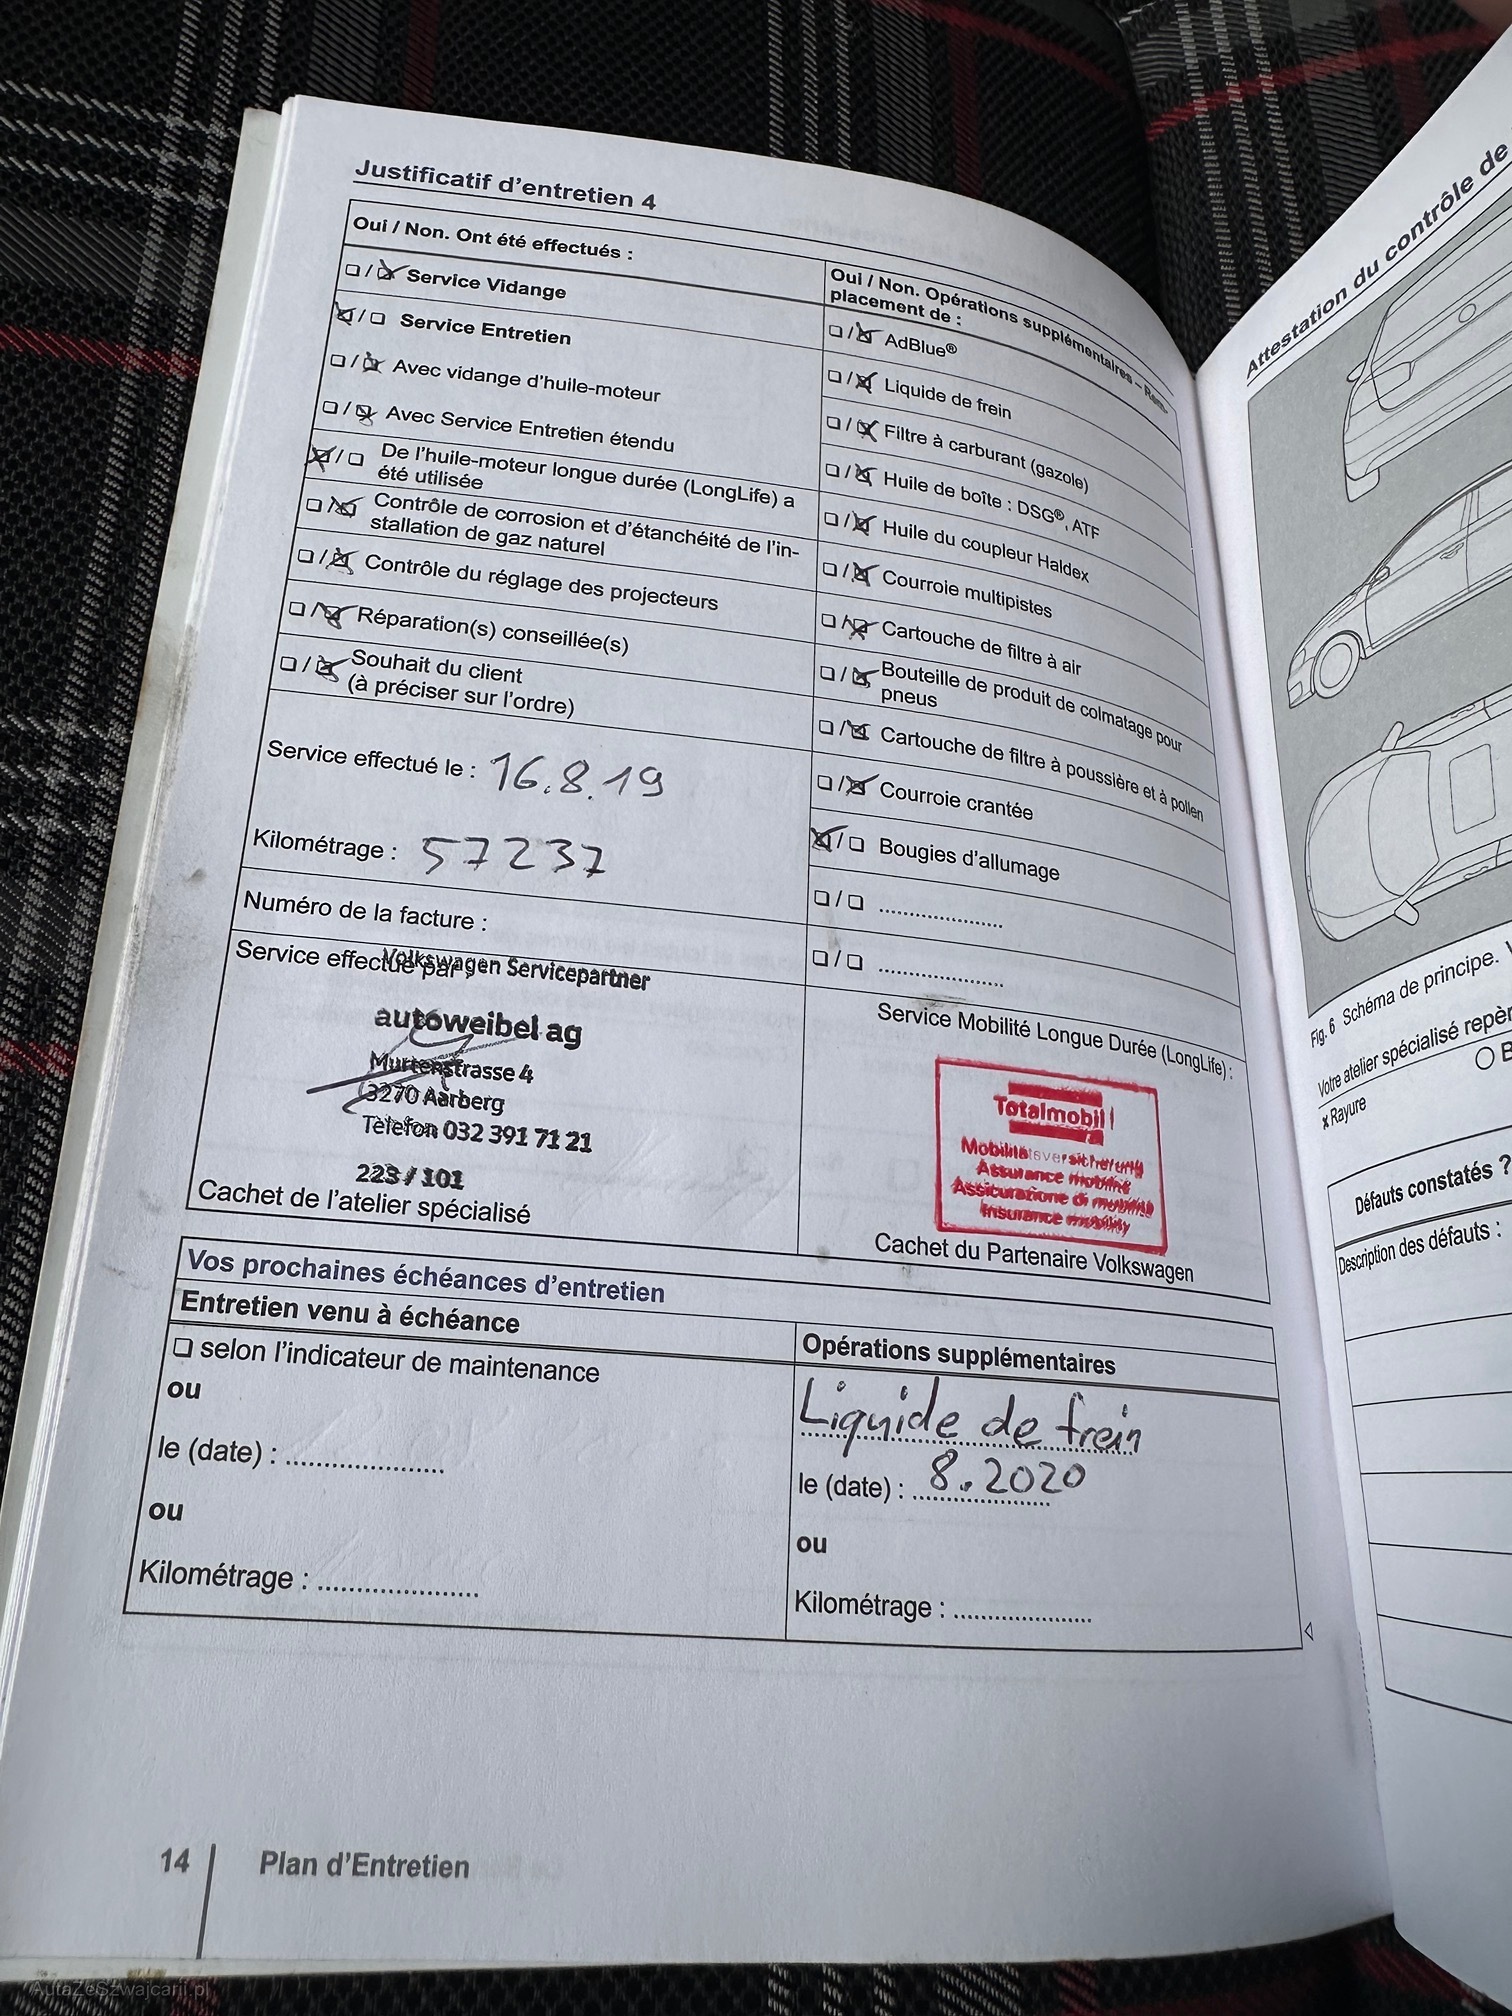 Justificatif d'entretien 4
Oui / Non. Ont été effectués :
❏ / ☒ Service Vidange
☒ / ❏ Service Entretien
❏ / ☒ Avec vidange d'huile-moteur
❏ / ☒ Avec Service Entretien étendu
☒ / ❏ De l'huile-moteur longue durée (LongLife) a
été utilisée
❏ / ☒ Contrôle de corrosion et d'étanchéité de l'in-
stallation de gaz naturel
❏ / ☒ Contrôle du réglage des projecteurs
❏ / ☒ Réparation(s) conseillée(s)
❏ / ☒ Souhait du client
(à préciser sur l'ordre)
Service effectué le : 16.8.19
Kilométrage : 57237
Numéro de la facture :
Service effectué par :
Volkswagen Servicepartner
autoweibel ag
Murtenstrasse 4
3270 Aarberg
Telefon 032 391 71 21
223 / 101
Cachet de l'atelier spécialisé
Oui / Non. Opérations supplémentaires – Rem-
placement de :
❏ / ☒ AdBlue®
❏ / ☒ Liquide de frein
❏ / ☒ Filtre à carburant (gazole)
❏ / ☒ Huile de boîte : DSG®, ATF
❏ / ☒ Huile du coupleur Haldex
❏ / ☒ Courroie multipistes
❏ / ☒ Cartouche de filtre à air
❏ / ☒ Bouteille de produit de colmatage pour
pneus
❏ / ☒ Cartouche de filtre à poussière et à pollen
❏ / ☒ Courroie crantée
☒ / ❏ Bougies d'allumage
❏ / ❏ ....................
❏ / ❏ ....................
Service Mobilité Longue Durée (LongLife) :
Totalmobil!
Mobilitätsversicherung
Assurance mobilité
Assicurazione di mobilità
Insurance mobility
Cachet du Partenaire Volkswagen
Vos prochaines échéances d'entretien
Entretien venu à échéance
❏ selon l'indicateur de maintenance
ou
le (date) : ....................
ou
Kilométrage : ....................
Opérations supplémentaires
Liquide de frein
le (date) : 8.2020
ou
Kilométrage : ....................
14 Plan d'Entretien
Attestation du contrôle de
Fig. 6 Schéma de principe.
Votre atelier spécialisé
x Rayure
Défauts constatés ?
Description des défauts :
AutaZeSzwajcarii.pl